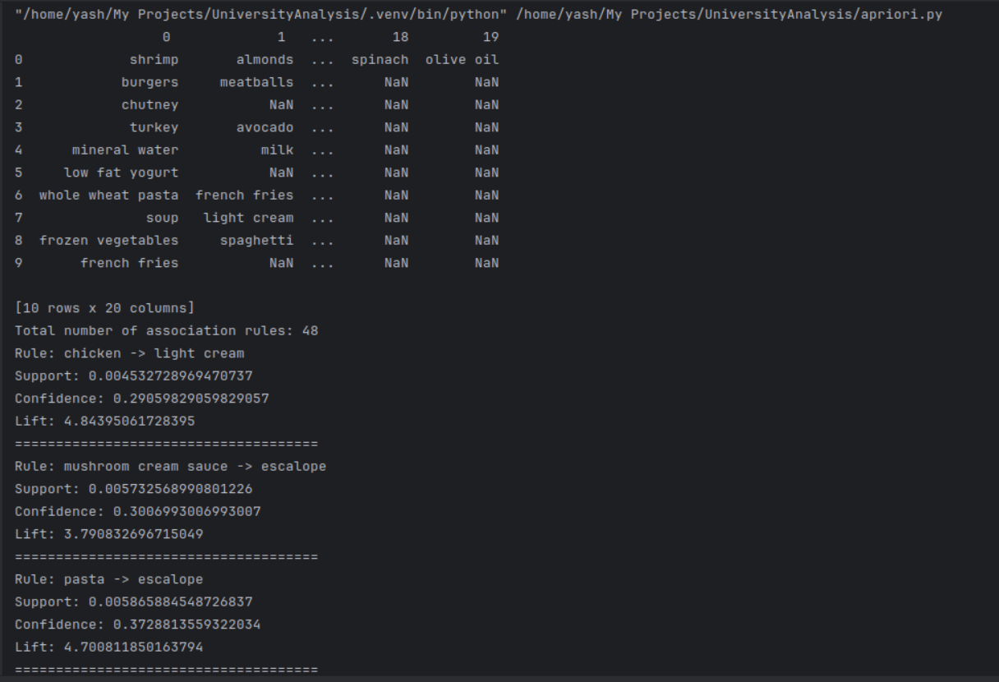 "/home/yash/My Projects/UniversityAnalysis/.venv/bin/python" /home/yash/My Projects/UniversityAnalysis/apriori.py
                  0             1  ...       18         19
0            shrimp       almonds  ...  spinach  olive oil
1           burgers     meatballs  ...      NaN        NaN
2           chutney           NaN  ...      NaN        NaN
3            turkey       avocado  ...      NaN        NaN
4     mineral water          milk  ...      NaN        NaN
5    low fat yogurt           NaN  ...      NaN        NaN
6  whole wheat pasta  french fries  ...      NaN        NaN
7              soup   light cream  ...      NaN        NaN
8  frozen vegetables     spaghetti  ...      NaN        NaN
9      french fries           NaN  ...      NaN        NaN
[10 rows x 20 columns]
Total number of association rules: 48
Rule: chicken -> light cream
Support: 0.004532728969470737
Confidence: 0.29059829059829057
Lift: 4.84395061728395
=====================================
Rule: mushroom cream sauce -> escalope
Support: 0.005732568990801226
Confidence: 0.3006993006993007
Lift: 3.790832696715049
=====================================
Rule: pasta -> escalope
Support: 0.005865884548726837
Confidence: 0.3728813559322034
Lift: 4.700811850163794
=====================================